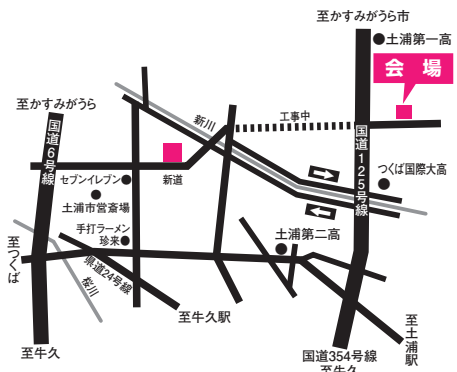 至かすみがうら市
土浦第一高
会場
至かすみがうら
新川
工事中
国道6号線
国道125号線
セブンイレブン
新道
つくば国際大高
土浦市営斎場
手打ラーメン
珍来
土浦第二高
至つくば
県道24号線
桜川
至牛久駅
至土浦駅
至牛久
国道354号線
至牛久